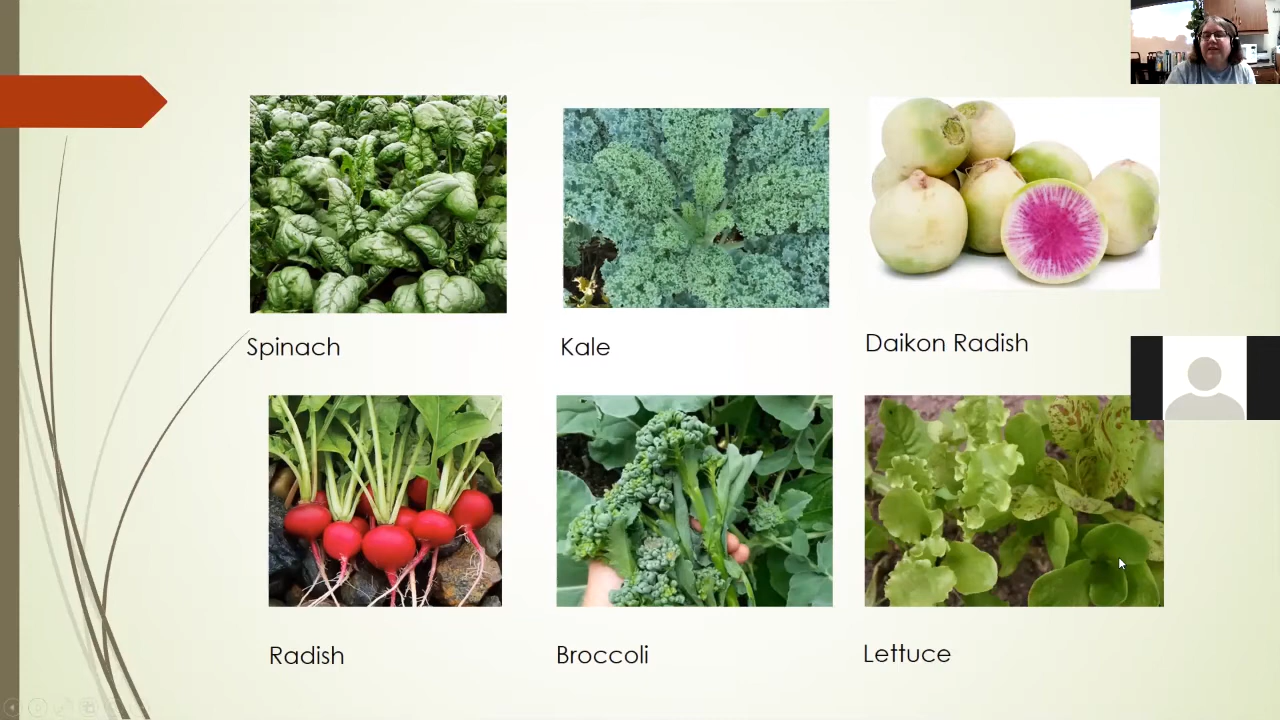 Spinach
Kale
Daikon Radish
Radish
Broccoli
Lettuce